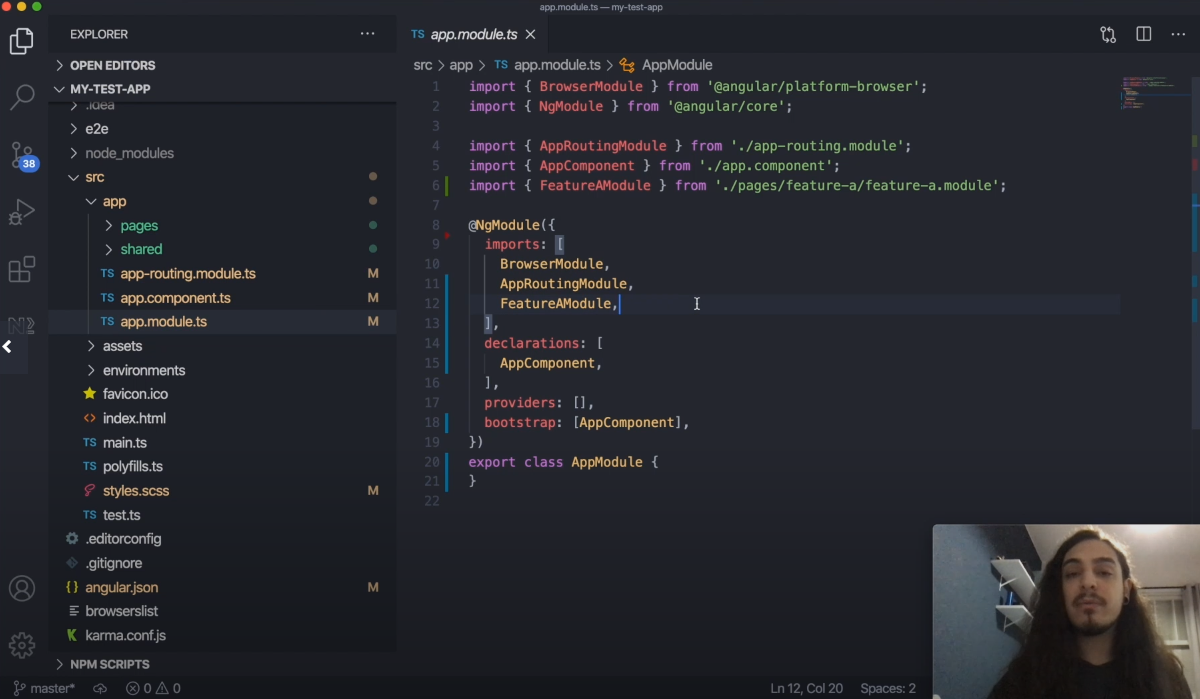 app.module.ts — my-test-app
EXPLORER
OPEN EDITORS
MY-TEST-APP
.idea
e2e
node_modules
src
app
pages
shared
TS app-routing.module.ts M
TS app.component.ts M
TS app.module.ts M
assets
environments
favicon.ico
<> index.html
TS main.ts
TS polyfills.ts
styles.scss M
TS test.ts
.editorconfig
.gitignore
{} angular.json M
browserslist
K karma.conf.js
NPM SCRIPTS
38
TS app.module.ts
src > app > TS app.module.ts > AppModule
1 import { BrowserModule } from '@angular/platform-browser';
2 import { NgModule } from '@angular/core';
3
4 import { AppRoutingModule } from './app-routing.module';
5 import { AppComponent } from './app.component';
6 import { FeatureAModule } from './pages/feature-a/feature-a.module';
7
8 @NgModule({
9 imports: [
10 BrowserModule,
11 AppRoutingModule,
12 FeatureAModule,
13 ],
14 declarations: [
15 AppComponent,
16 ],
17 providers: [],
18 bootstrap: [AppComponent],
19 })
20 export class AppModule {
21 }
22
master* 0 0 Ln 12, Col 20 Spaces: 2